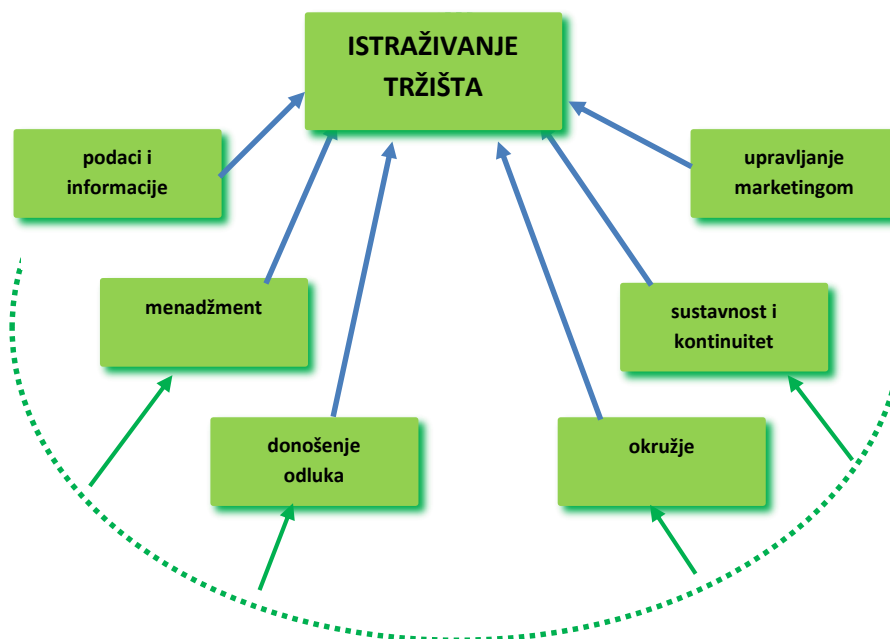 ISTRAŽIVANJE
TRŽIŠTA
podaci i
informacije
upravljanje
marketingom
menadžment
sustavnost i
kontinuitet
donošenje
odluka
okružje